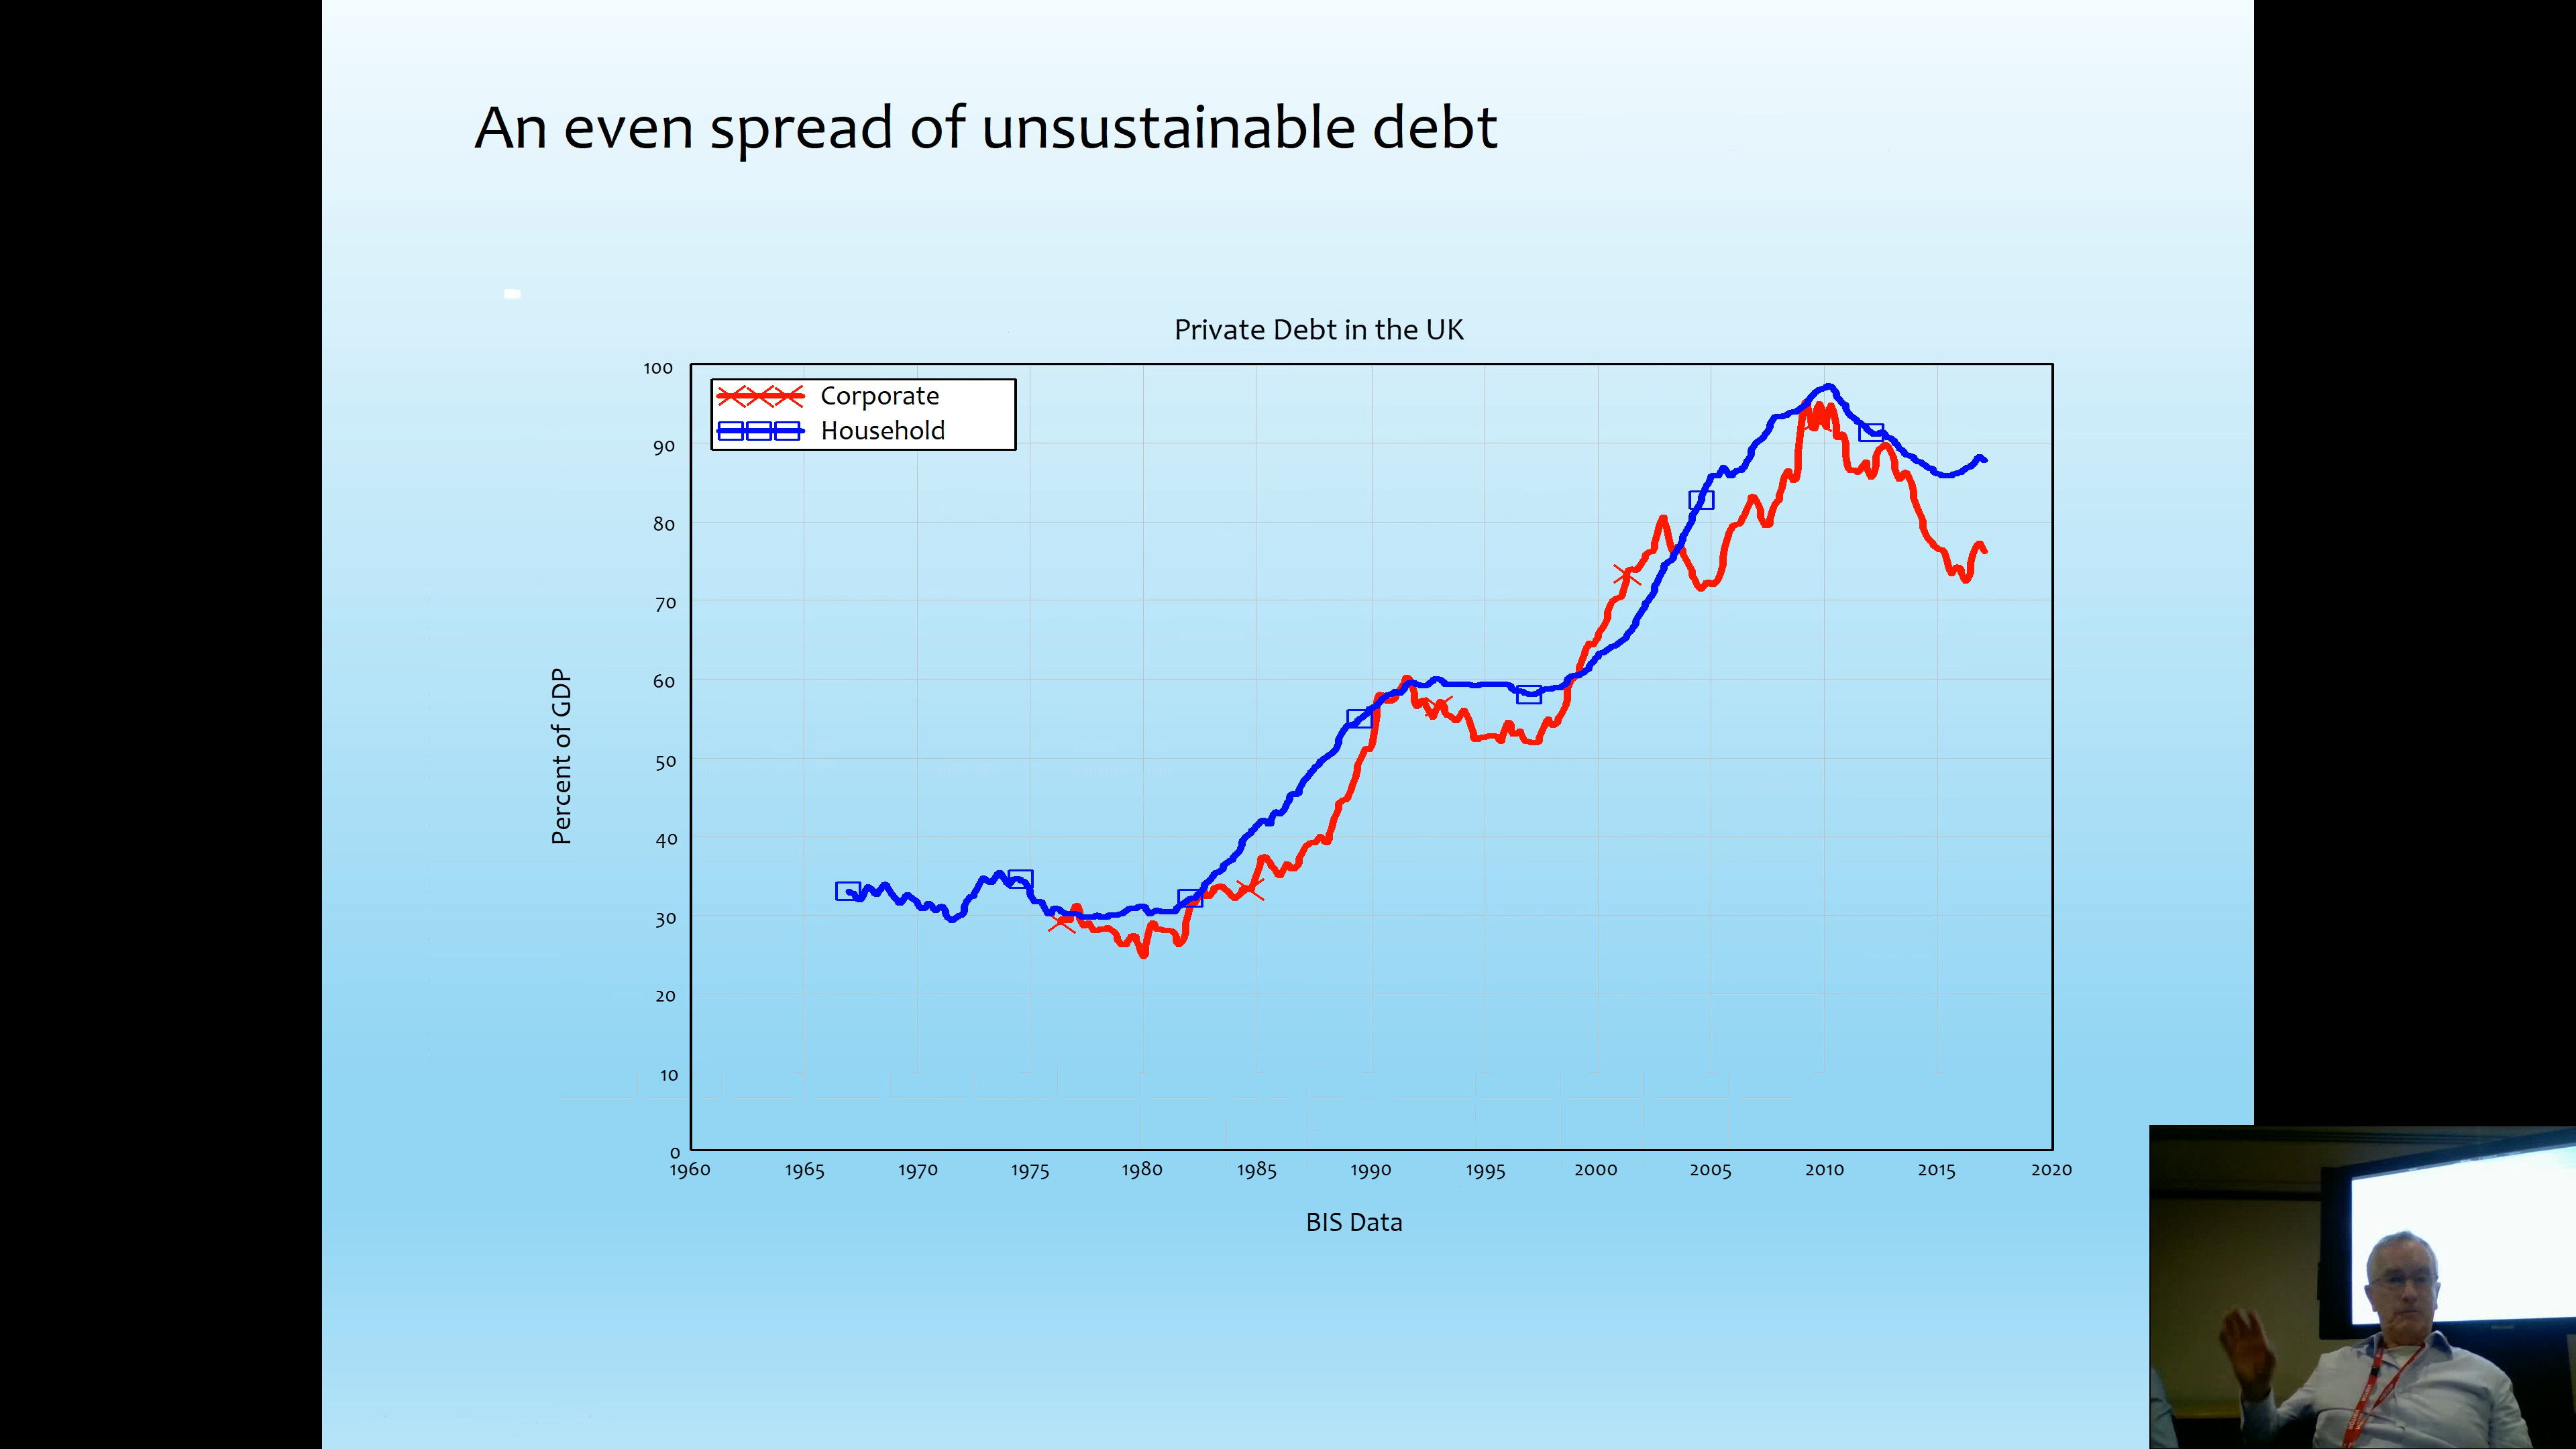 An even spread of unsustainable debt
Private Debt in the UK
Corporate
Household
100
90
80
70
60
50
40
30
20
10
0
Percent of GDP
1960 1965 1970 1975 1980 1985 1990 1995 2000 2005 2010 2015 2020
BIS Data